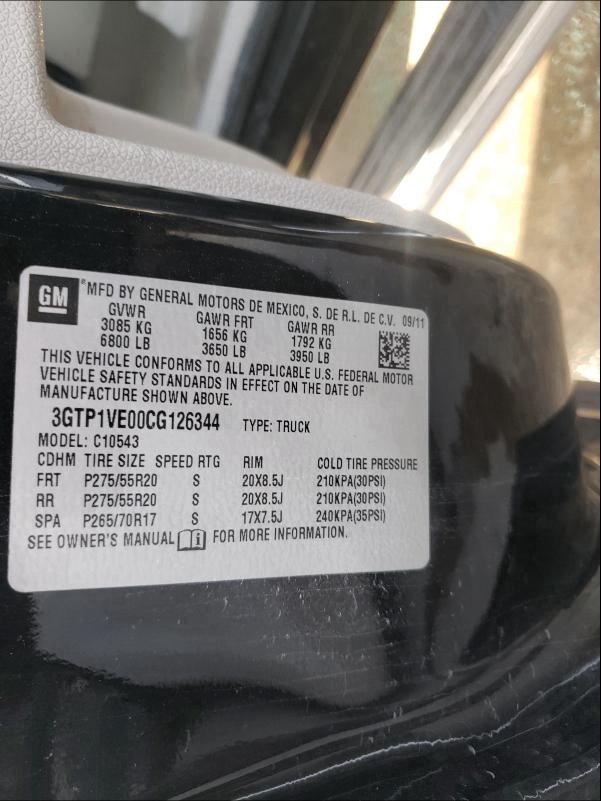 GM ® MFD BY GENERAL MOTORS DE MEXICO, S. DE R.L. DE C.V. 09/11
GVWR GAWR FRT GAWR RR
3085 KG 1656 KG 1792 KG
6800 LB 3650 LB 3950 LB
THIS VEHICLE CONFORMS TO ALL APPLICABLE U.S. FEDERAL MOTOR
VEHICLE SAFETY STANDARDS IN EFFECT ON THE DATE OF
MANUFACTURE SHOWN ABOVE.
3GTP1VE00CG126344 TYPE: TRUCK
MODEL: C10543
CDHM TIRE SIZE SPEED RTG RIM COLD TIRE PRESSURE
FRT P275/55R20 S 20X8.5J 210KPA(30PSI)
RR P275/55R20 S 20X8.5J 210KPA(30PSI)
SPA P265/70R17 S 17X7.5J 240KPA(35PSI)
SEE OWNER'S MANUAL FOR MORE INFORMATION.